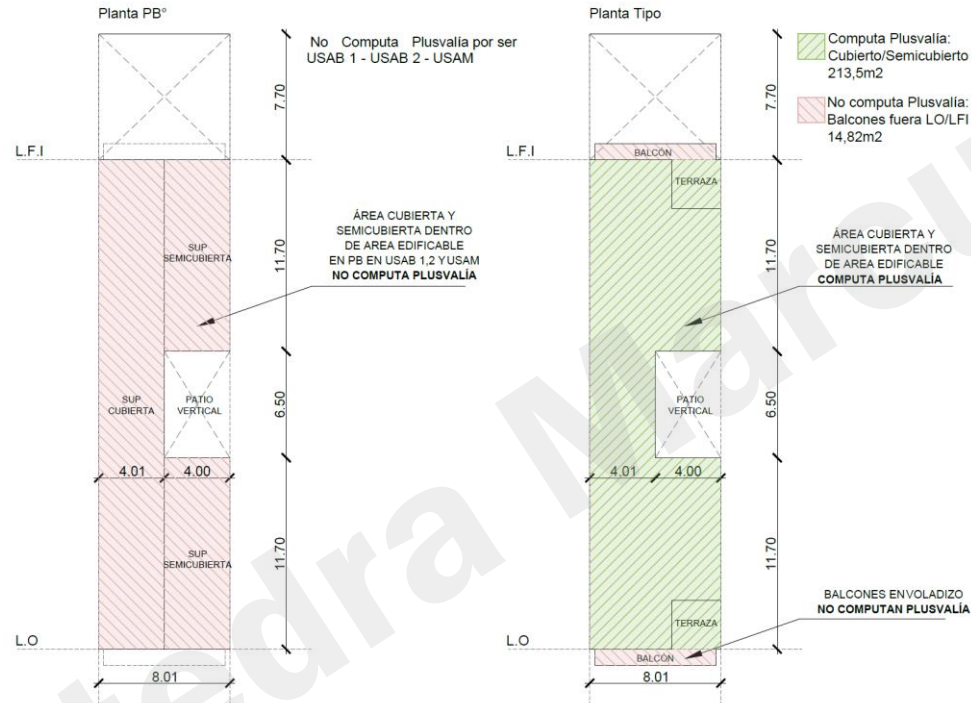 Planta PB°
No Computa Plusvalía por ser
USAB 1 - USAB 2 - USAM
7.70
L.F.I
SUP
SEMICUBIERTA
11.70
ÁREA CUBIERTA Y
SEMICUBIERTA DENTRO
DE AREA EDIFICABLE
EN PB EN USAB 1,2 Y USAM
NO COMPUTA PLUSVALÍA
SUP
CUBIERTA
PATIO
VERTICAL
6.50
4.01
4.00
SUP
SEMICUBIERTA
11.70
L.O
8.01
Planta Tipo
Computa Plusvalía:
Cubierto/Semicubierto
213,5m2
No computa Plusvalía:
Balcones fuera LO/LFI
14,82m2
7.70
L.F.I
BALCÓN
TERRAZA
11.70
ÁREA CUBIERTA Y
SEMICUBIERTA DENTRO
DE AREA EDIFICABLE
COMPUTA PLUSVALÍA
PATIO
VERTICAL
6.50
4.01
4.00
11.70
BALCONES EN VOLADIZO
NO COMPUTAN PLUSVALÍA
TERRAZA
L.O
BALCÓN
8.01
tedra Marcu